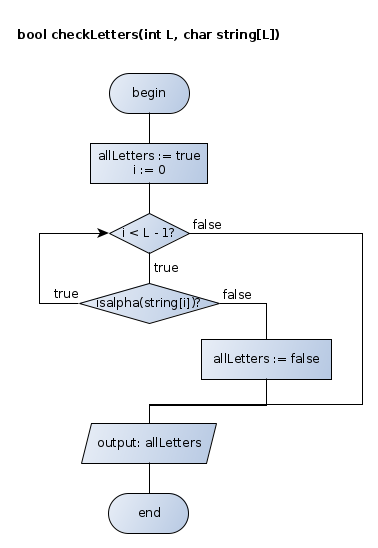 bool checkLetters(int L, char string[L])
begin
allLetters := true
i := 0
i < L - 1?
false
true
true
isalpha(string[i])?
false
allLetters := false
output: allLetters
end